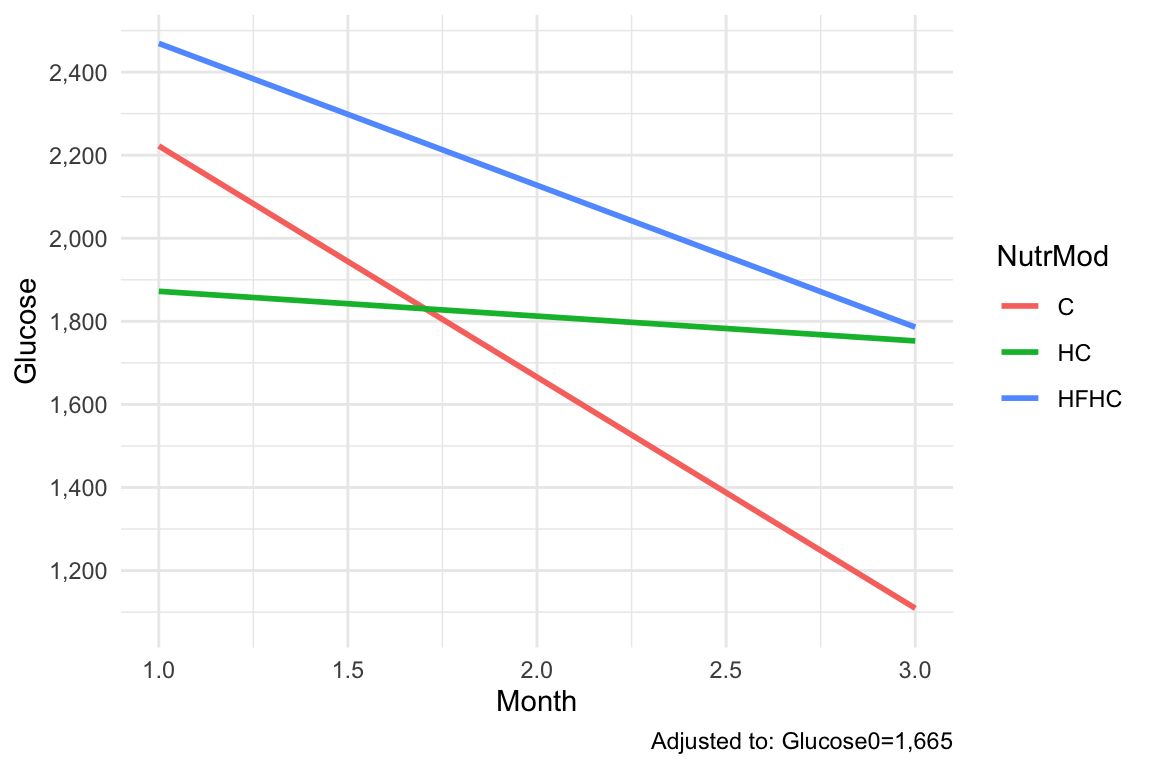 Glucose
2,400
2,200
2,000
1,800
1,600
1,400
1,200
1.0 1.5 2.0 2.5 3.0
Month
NutrMod
C
HC
HFHC
Adjusted to: Glucose0=1,665